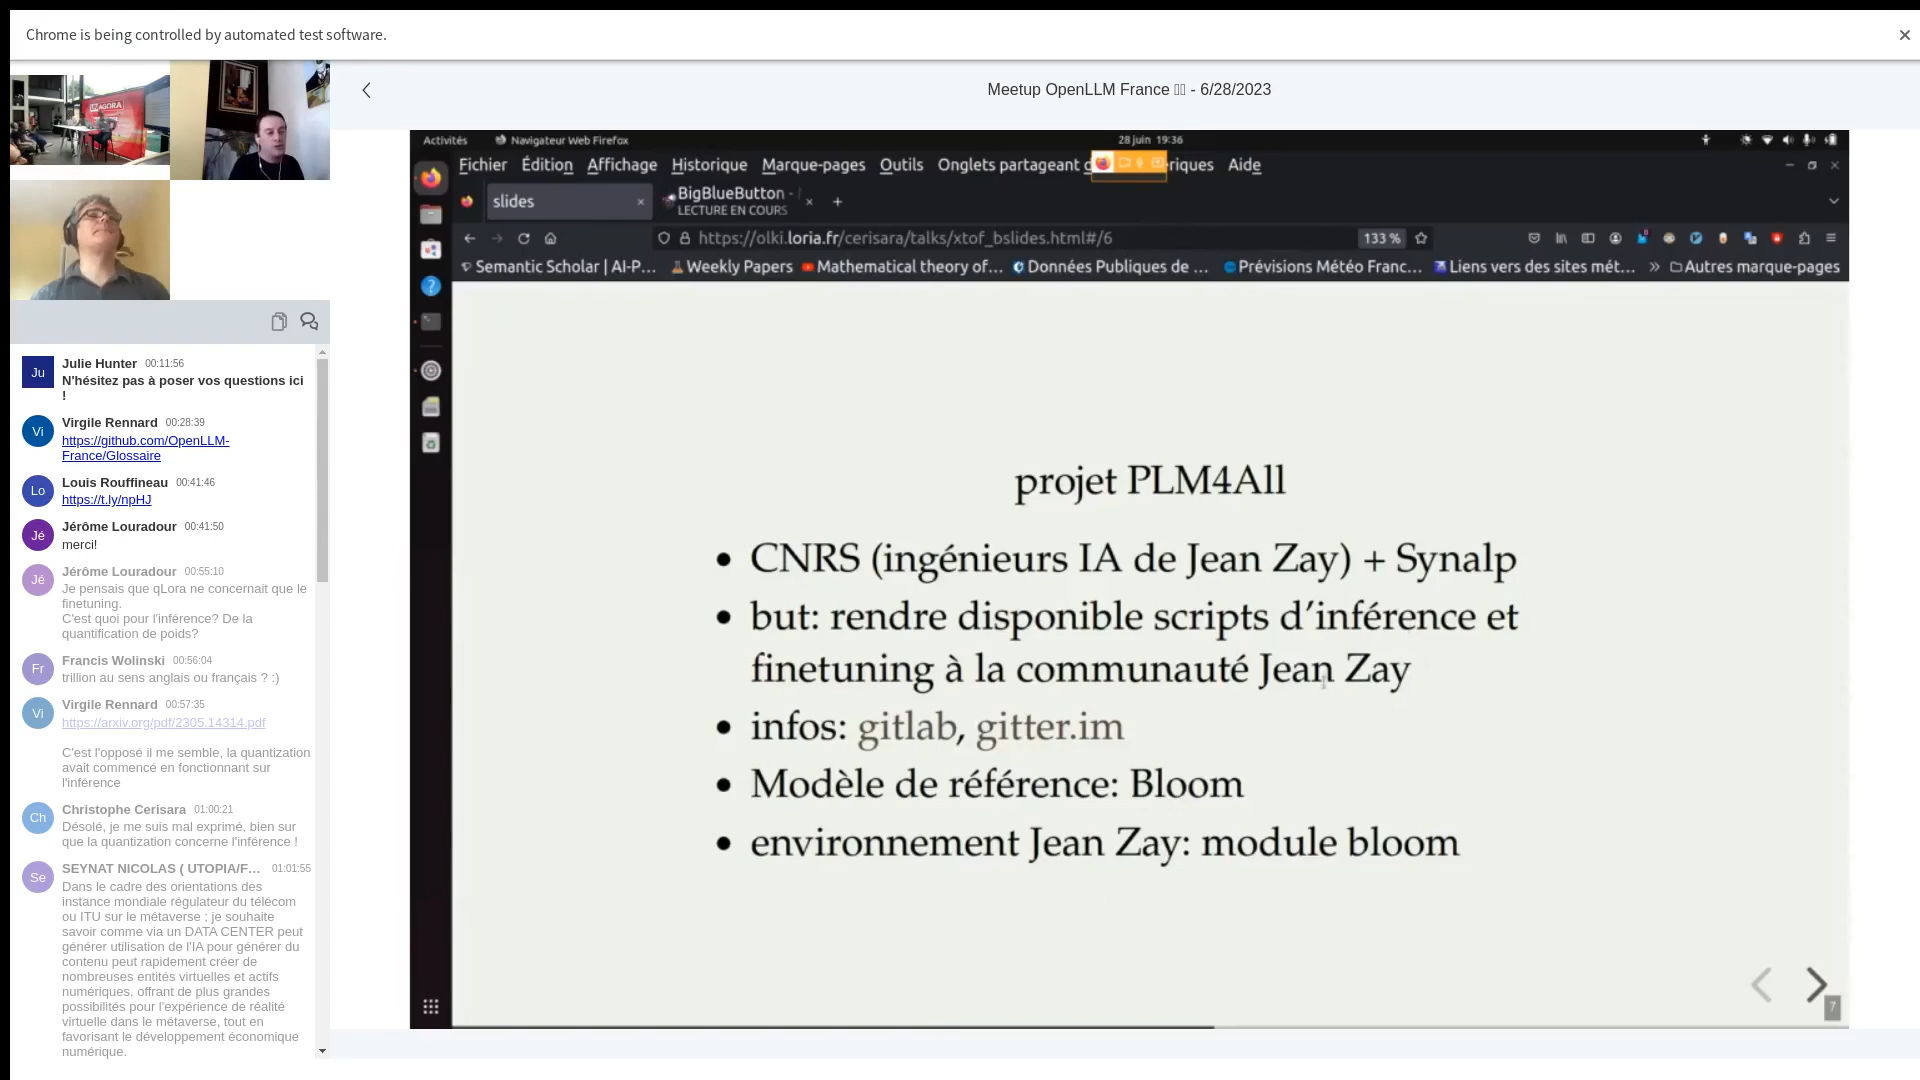 Chrome is being controlled by automated test software.
Meetup OpenLLM France - 6/28/2023
UNAGORA
Julie Hunter 00:11:56
N'hésitez pas à poser vos questions ici
!
Virgile Rennard 00:28:39
https://github.com/OpenLLM-
France/Glossaire
Louis Rouffineau 00:41:46
https://t.ly/npHJ
Jérôme Louradour 00:41:50
merci!
Jérôme Louradour 00:55:10
Je pensais que qLora ne concernait que le
finetuning.
C'est quoi pour l'inférence? De la
quantification de poids?
Francis Wolinski 00:56:04
trillion au sens anglais ou français ? :)
Virgile Rennard 00:57:35
https://arxiv.org/pdf/2305.14314.pdf
C'est l'opposé il me semble, la quantization
avait commencé en fonctionnant sur
l'inférence
Christophe Cerisara 01:00:21
Désolé, je me suis mal exprimé, bien sur
que la quantization concerne l'inférence !
SEYNAT NICOLAS ( UTOPIA/F... 01:01:55
Dans le cadre des orientations des
instance mondiale régulateur du télécom
ou ITU sur le métaverse ; je souhaite
savoir comme via un DATA CENTER peut
générer utilisation de l'IA pour générer du
contenu peut rapidement créer de
nombreuses entités virtuelles et actifs
numériques, offrant de plus grandes
possibilités pour l'expérience de réalité
virtuelle dans le métaverse, tout en
favorisant le développement économique
numérique.
Ju
Vi
Lo
Jé
Jé
Fr
Vi
Ch
Se
Activités Navigateur Web Firefox 28 juin 19:36
Fichier Édition Affichage Historique Marque-pages Outils Onglets partageant riques Aide
slides
BigBlueButton -
LECTURE EN COURS
https://olki.loria.fr/cerisara/talks/xtof_bslides.html#/6 133 %
Semantic Scholar | AI-P... Weekly Papers Mathematical theory of... Données Publiques de ... Prévisions Météo Franc... Liens vers des sites mét... Autres marque-pages
projet PLM4All
• CNRS (ingénieurs IA de Jean Zay) + Synalp
• but: rendre disponible scripts d'inférence et
finetuning à la communauté Jean Zay
• infos: gitlab, gitter.im
• Modèle de référence: Bloom
• environnement Jean Zay: module bloom
7